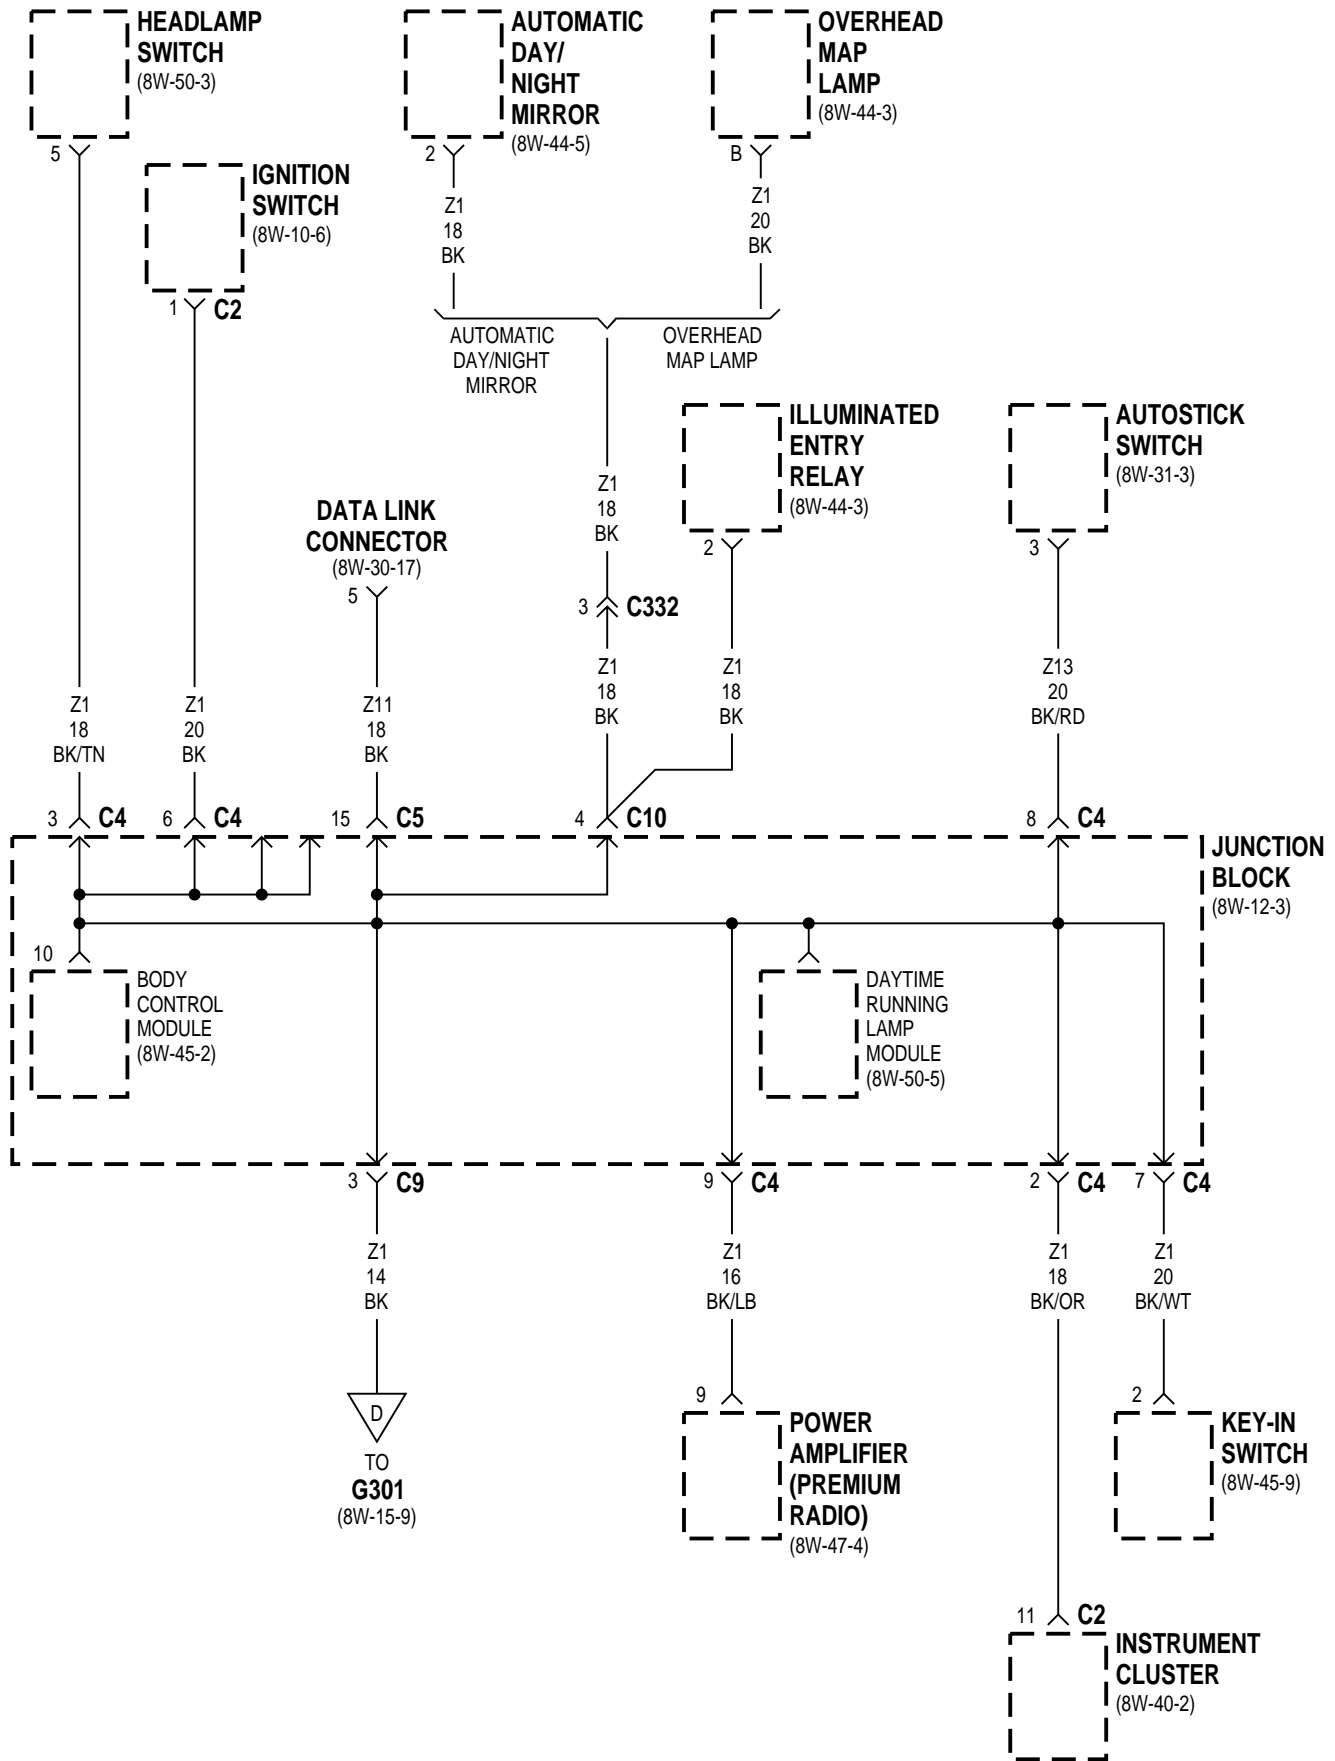 HEADLAMP
SWITCH
(8W-50-3)
5
AUTOMATIC
DAY/
NIGHT
MIRROR
(8W-44-5)
2
OVERHEAD
MAP
LAMP
(8W-44-3)
B
IGNITION
SWITCH
(8W-10-6)
1 C2
Z1
18
BK
Z1
20
BK
AUTOMATIC
DAY/NIGHT
MIRROR
OVERHEAD
MAP LAMP
ILLUMINATED
ENTRY
RELAY
(8W-44-3)
2
AUTOSTICK
SWITCH
(8W-31-3)
3
Z1
18
BK
DATA LINK
CONNECTOR
(8W-30-17)
5
3 C332
Z1
18
BK/TN
Z1
20
BK
Z11
18
BK
Z1
18
BK
Z1
18
BK
Z13
20
BK/RD
3 C4
6 C4
15 C5
4 C10
8 C4
JUNCTION
BLOCK
(8W-12-3)
10
BODY
CONTROL
MODULE
(8W-45-2)
DAYTIME
RUNNING
LAMP
MODULE
(8W-50-5)
3 C9
9 C4
2 C4
7 C4
Z1
14
BK
Z1
16
BK/LB
Z1
18
BK/OR
Z1
20
BK/WT
D
TO
G301
(8W-15-9)
9
POWER
AMPLIFIER
(PREMIUM
RADIO)
(8W-47-4)
2
KEY-IN
SWITCH
(8W-45-9)
11 C2
INSTRUMENT
CLUSTER
(8W-40-2)